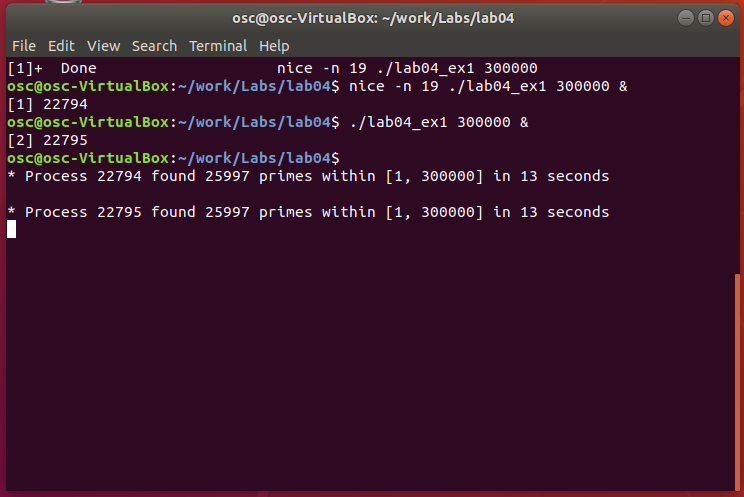 osc@osc-VirtualBox: ~/work/Labs/lab04
File Edit View Search Terminal Help
[1]+  Done                    nice -n 19 ./lab04_ex1 300000
osc@osc-VirtualBox:~/work/Labs/lab04$ nice -n 19 ./lab04_ex1 300000 &
[1] 22794
osc@osc-VirtualBox:~/work/Labs/lab04$ ./lab04_ex1 300000 &
[2] 22795
osc@osc-VirtualBox:~/work/Labs/lab04$
* Process 22794 found 25997 primes within [1, 300000] in 13 seconds
* Process 22795 found 25997 primes within [1, 300000] in 13 seconds